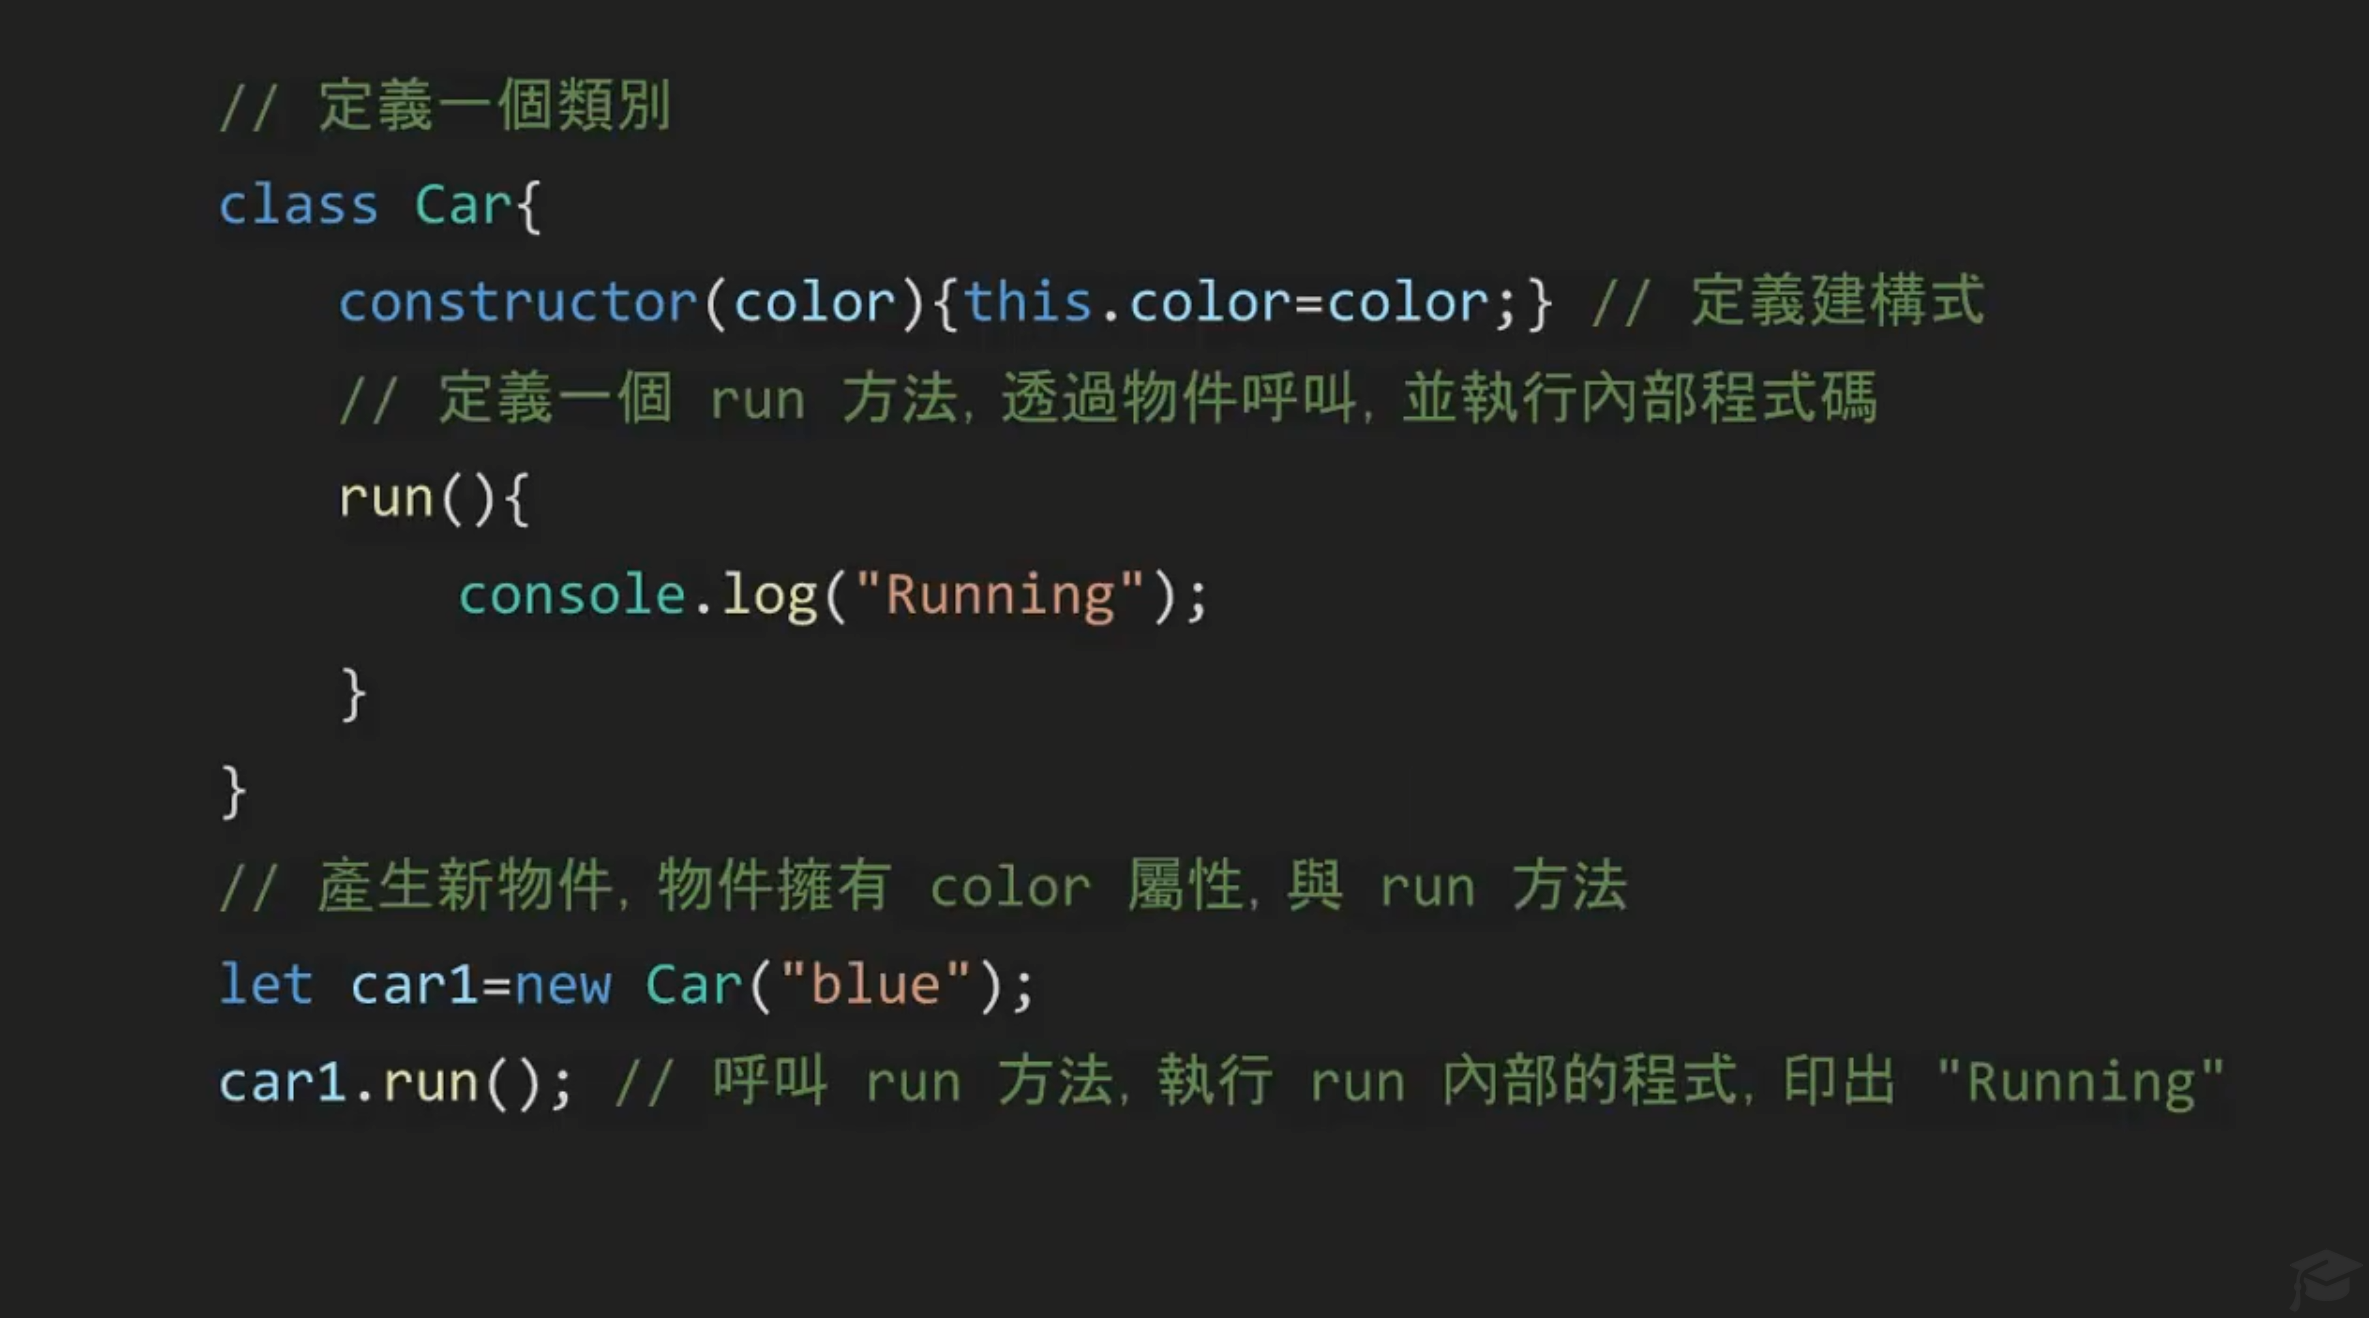 // 定義一個類別
class Car{
    constructor(color){this.color=color;} // 定義建構式
    // 定義一個 run 方法, 透過物件呼叫, 並執行內部程式碼
    run(){
        console.log("Running");
    }
}
// 產生新物件, 物件擁有 color 屬性, 與 run 方法
let car1=new Car("blue");
car1.run(); // 呼叫 run 方法, 執行 run 內部的程式, 印出 "Running"